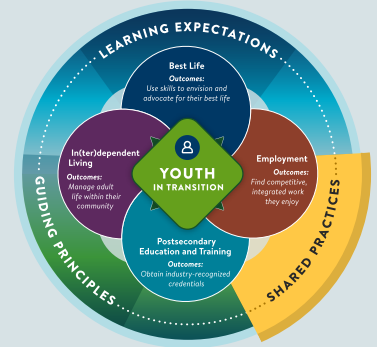 LEARNING EXPECTATIONS
Best Life
Outcomes:
Use skills to envision and
advocate for their best life
In(ter)dependent
Living
Outcomes:
Manage adult
life within their
community
YOUTH
IN TRANSITION
Employment
Outcomes:
Find competitive,
integrated work
they enjoy
Postsecondary
Education and Training
Outcomes:
Obtain industry-recognized
credentials
GUIDING PRINCIPLES
SHARED PRACTICES